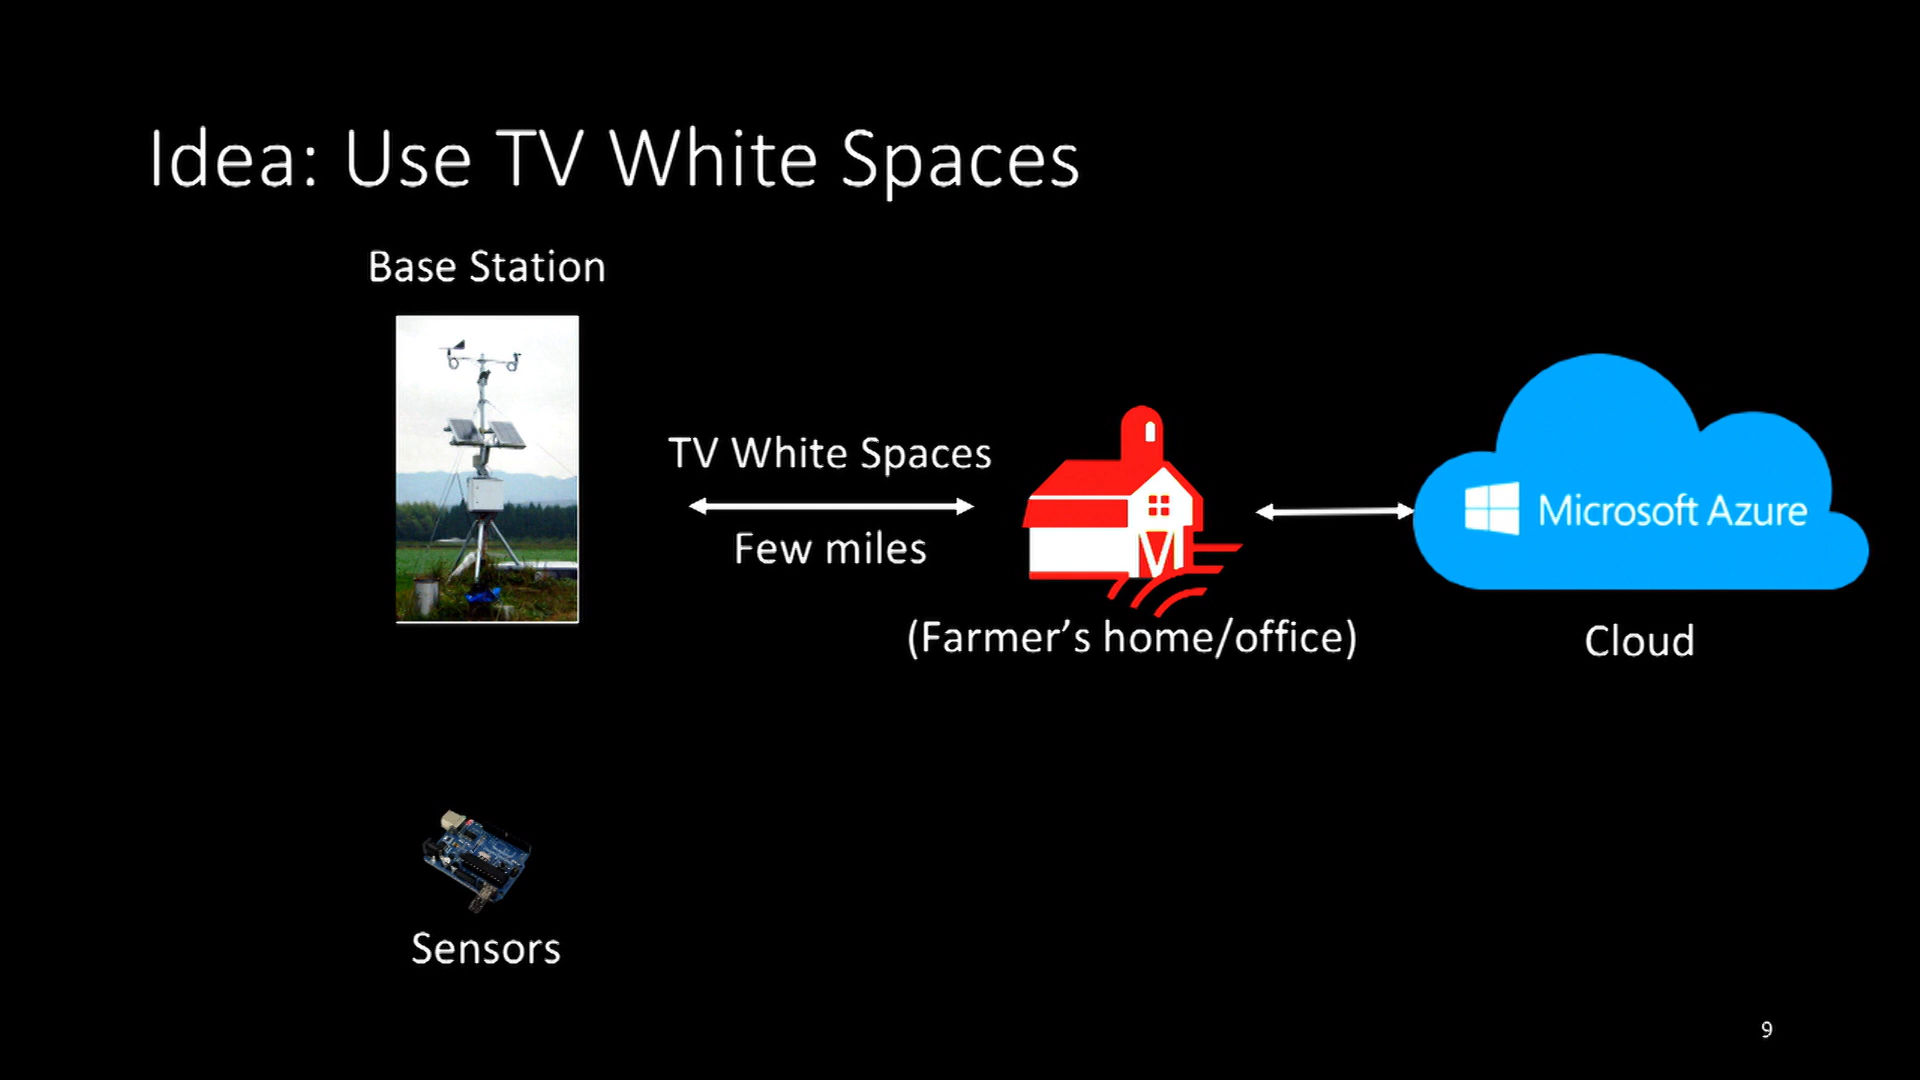 Idea: Use TV White Spaces
Base Station
TV White Spaces
Few miles
(Farmer’s home/office)
Microsoft Azure
Cloud
Sensors
9